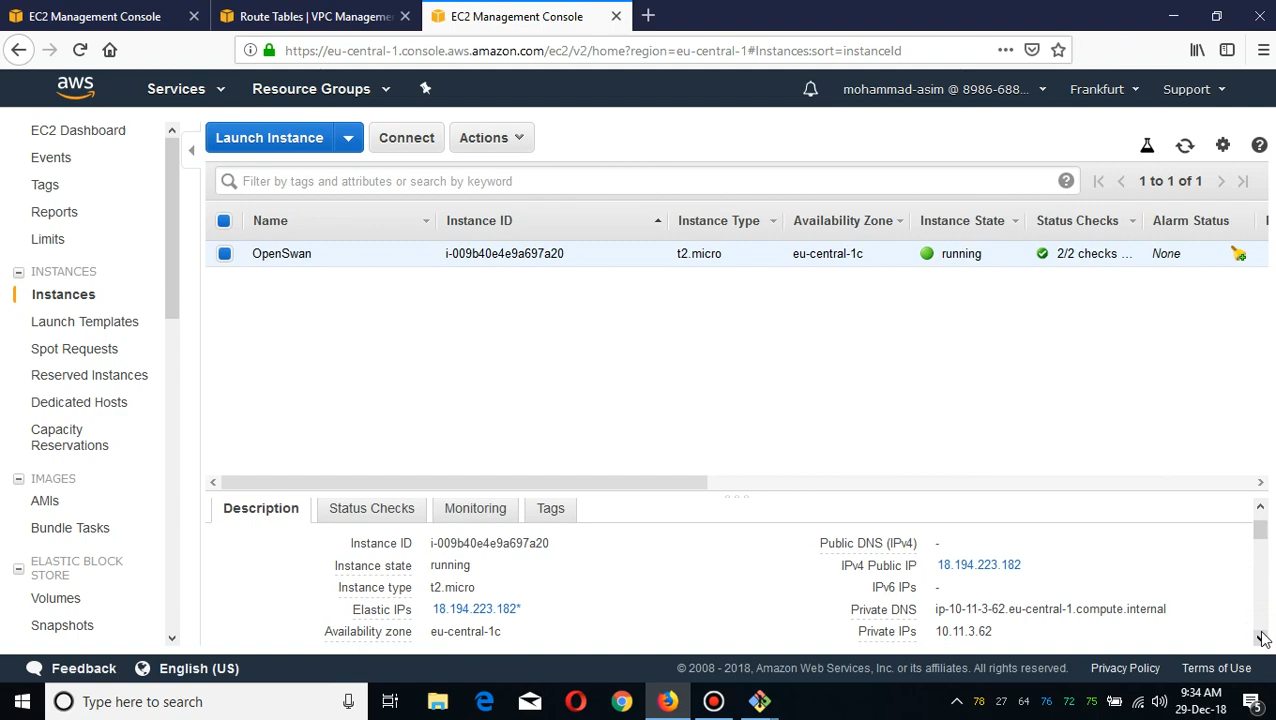 EC2 Management Console
Route Tables | VPC Manageme
EC2 Management Console
https://eu-central-1.console.aws.amazon.com/ec2/v2/home?region=eu-central-1#Instances:sort=instanceId
aws
Services
Resource Groups
mohammad-asim @ 8986-688...
Frankfurt
Support
EC2 Dashboard
Events
Tags
Reports
Limits
INSTANCES
Instances
Launch Templates
Spot Requests
Reserved Instances
Dedicated Hosts
Capacity
Reservations
IMAGES
AMIs
Bundle Tasks
ELASTIC BLOCK
STORE
Volumes
Snapshots
Launch Instance
Connect
Actions
Filter by tags and attributes or search by keyword
1 to 1 of 1
Name Instance ID Instance Type Availability Zone Instance State Status Checks Alarm Status
OpenSwan i-009b40e4e9a697a20 t2.micro eu-central-1c running 2/2 checks ... None
Description Status Checks Monitoring Tags
Instance ID i-009b40e4e9a697a20 Public DNS (IPv4) -
Instance state running IPv4 Public IP 18.194.223.182
Instance type t2.micro IPv6 IPs -
Elastic IPs 18.194.223.182* Private DNS ip-10-11-3-62.eu-central-1.compute.internal
Availability zone eu-central-1c Private IPs 10.11.3.62
Feedback English (US) © 2008 - 2018, Amazon Web Services, Inc. or its affiliates. All rights reserved. Privacy Policy Terms of Use
Type here to search
78 27 64 76 72 75
9:34 AM
29-Dec-18
5